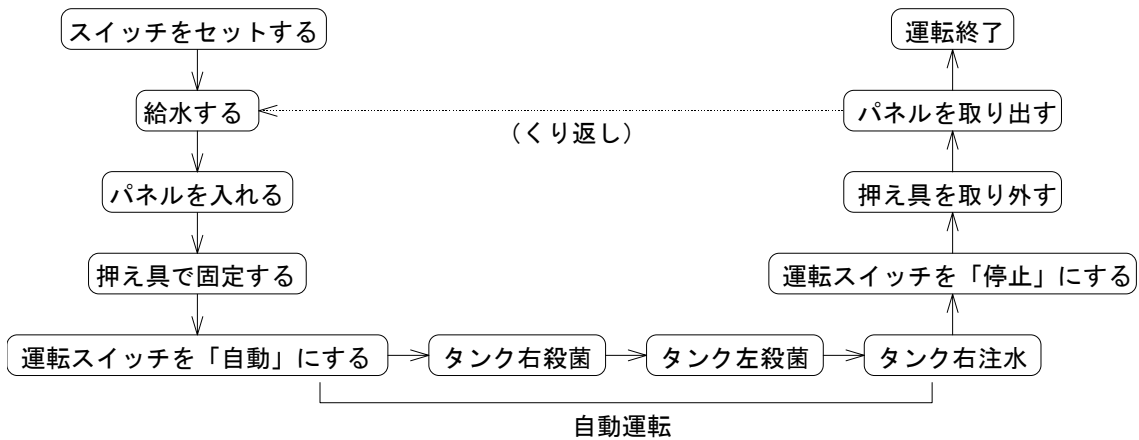 スイッチをセットする
運転終了
給水する
パネルを取り出す
(くり返し)
パネルを入れる
押え具を取り外す
押え具で固定する
運転スイッチを「停止」にする
運転スイッチを「自動」にする
タンク右殺菌
タンク左殺菌
タンク右注水
自動運転